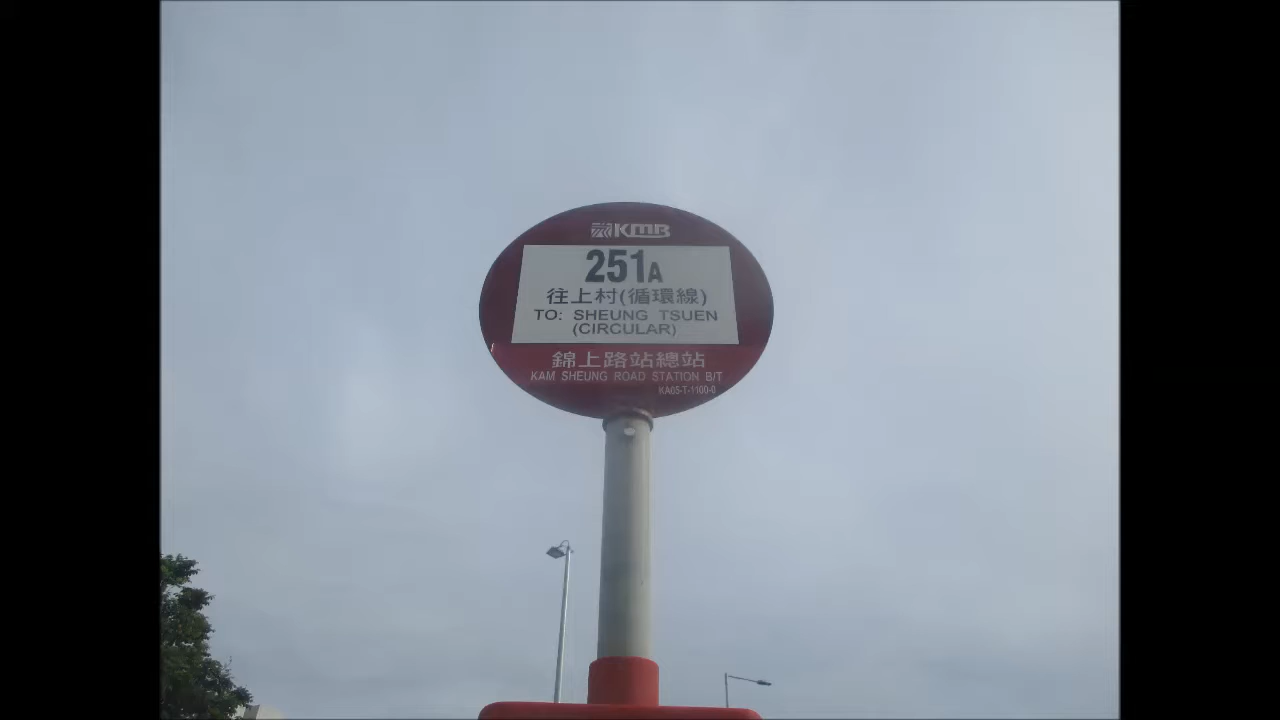 KMB
251A
往上村(循環線)
TO: SHEUNG TSUEN
(CIRCULAR)
錦上路站總站
KAM SHEUNG ROAD STATION B/T
KA05-T-1100-0